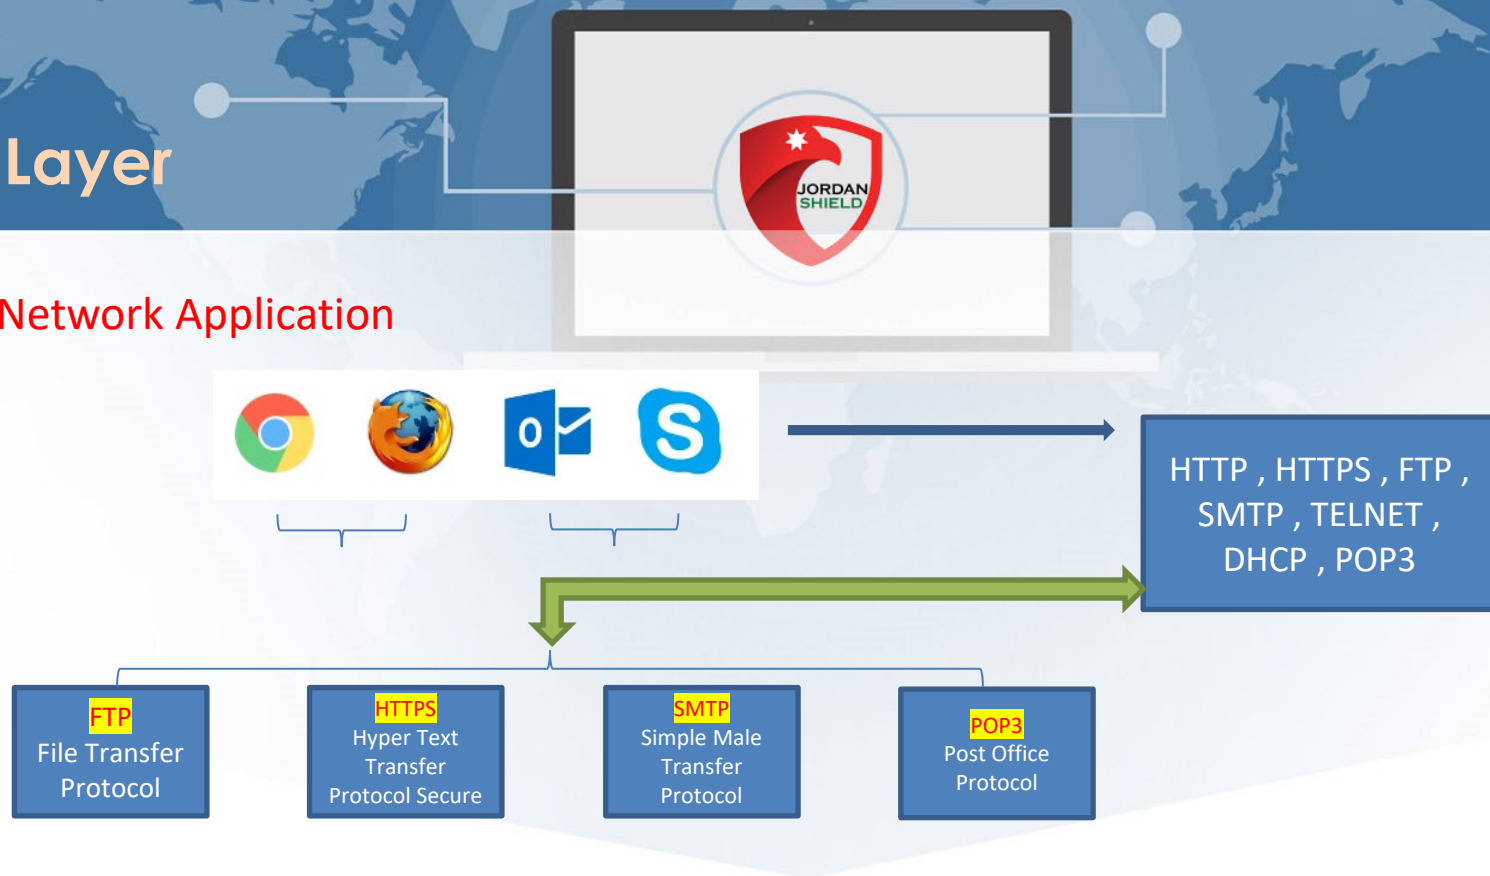 Layer
JORDAN
SHIELD
Network Application
HTTP , HTTPS , FTP ,
SMTP , TELNET ,
DHCP , POP3
FTP
File Transfer
Protocol
HTTPS
Hyper Text
Transfer
Protocol Secure
SMTP
Simple Male
Transfer
Protocol
POP3
Post Office
Protocol